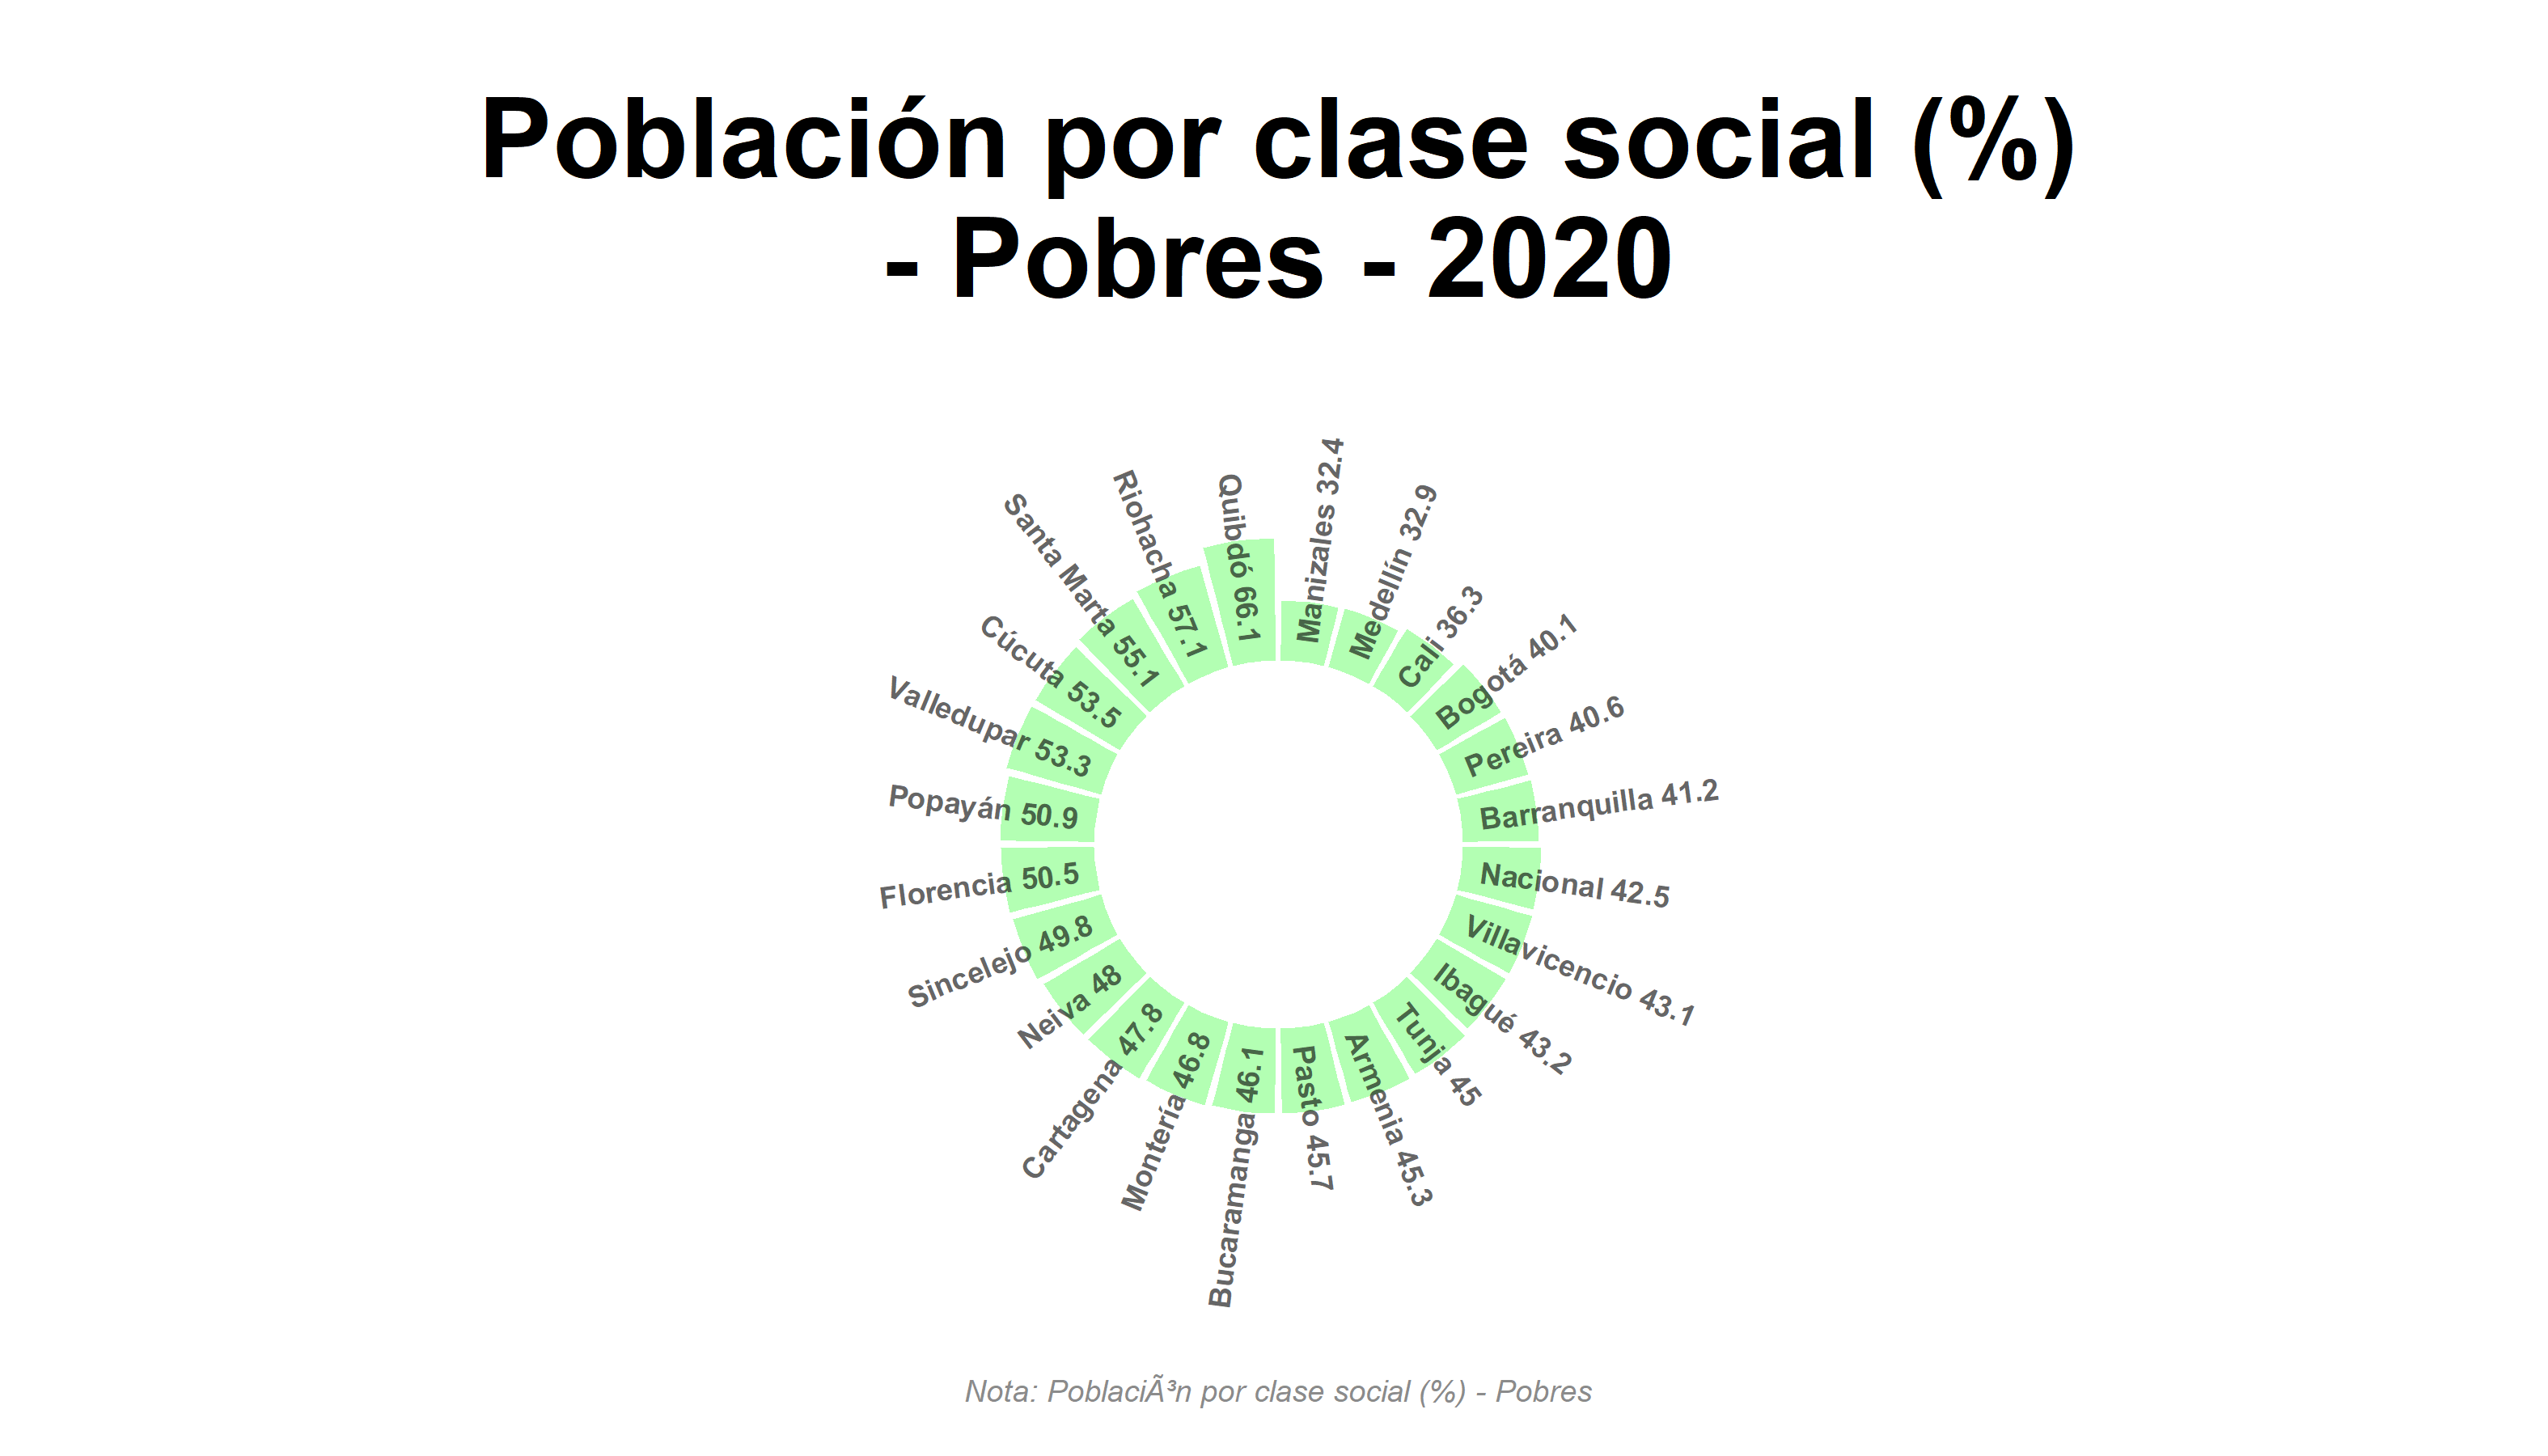 Población por clase social (%)
- Pobres - 2020
Manizales 32.4
Medellín 32.9
Cali 36.3
Bogotá 40.1
Pereira 40.6
Barranquilla 41.2
Nacional 42.5
Villavicencio 43.1
Ibagué 43.2
Tunja 45
Armenia 45.3
Pasto 45.7
Bucaramanga 46.1
Montería 46.8
Cartagena 47.8
Neiva 48
Sincelejo 49.8
Florencia 50.5
Popayán 50.9
Valledupar 53.3
Cúcuta 53.5
Santa Marta 55.1
Riohacha 57.1
Quibdó 66.1
Nota: PoblaciÃ³n por clase social (%) - Pobres